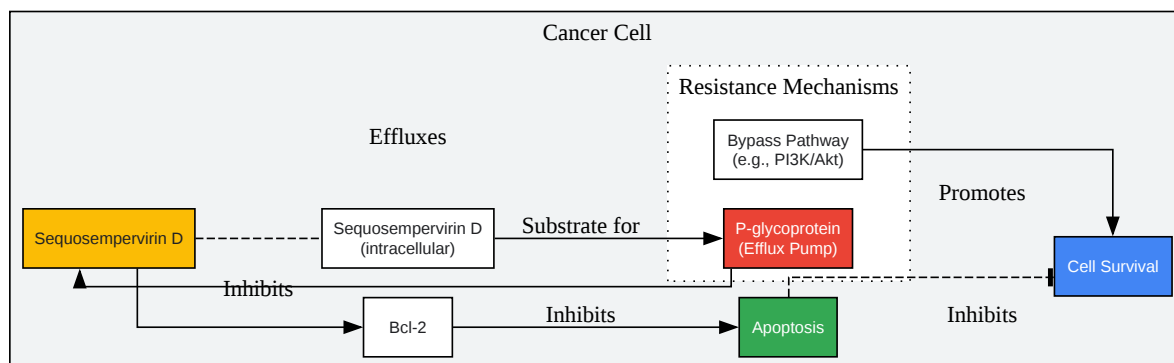 Cancer Cell
Resistance Mechanisms
Effluxes
Bypass Pathway
(e.g., PI3K/Akt)
Promotes
Sequosempervirin D
Sequosempervirin D
(intracellular)
Substrate for
P-glycoprotein
(Efflux Pump)
Cell Survival
Inhibits
Bcl-2
Inhibits
Apoptosis
Inhibits